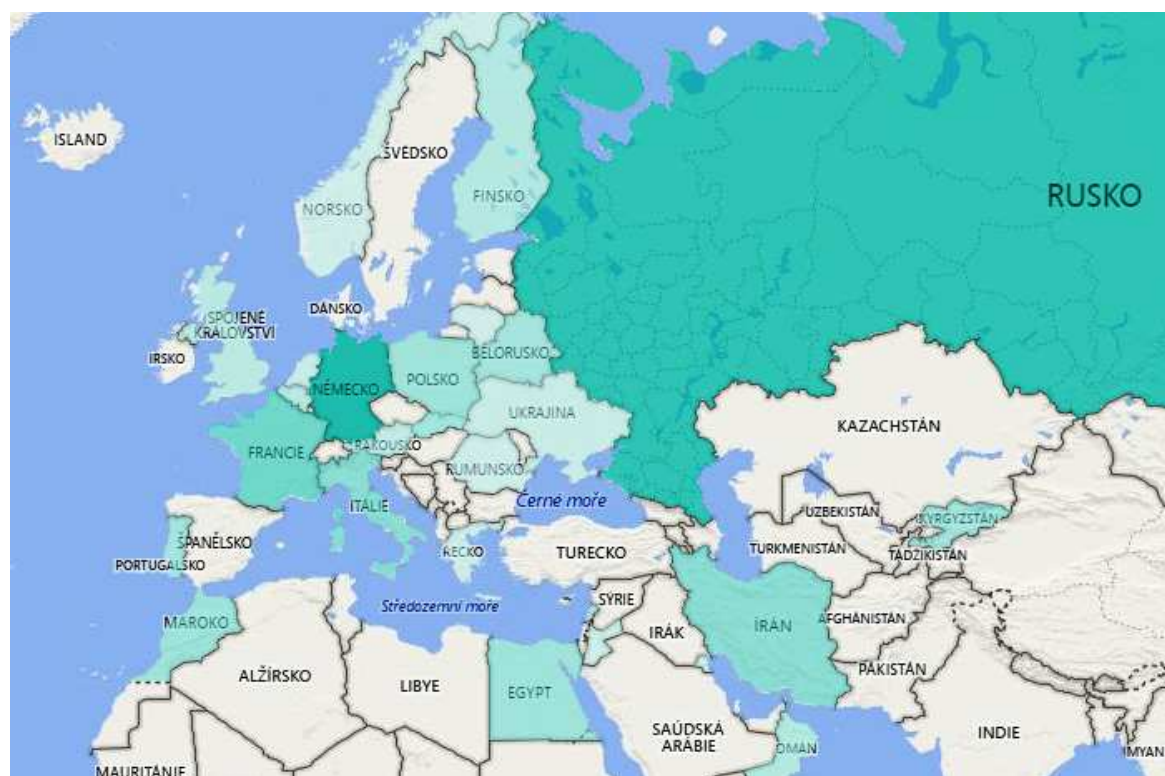 ISLAND
ŠVÉDSKO
NORSKO
FINSKO
RUSKO
DÁNSKO
SPOJENÉ
KRÁLOVSTVÍ
IRSKO
BĚLORUSKO
NĚMECKO
POLSKO
UKRAJINA
KAZACHSTÁN
FRANCIE
RAKOUSKO
RUMUNSKO
ITÁLIE
Černé moře
UZBEKISTÁN
KYRGYZSTÁN
ŠPANĚLSKO
PORTUGALSKO
ŘECKO
TURECKO
TURKMENISTÁN
TÁDŽIKISTÁN
Středozemní moře
SÝRIE
MAROKO
IRÁK
ÍRÁN
AFGHÁNISTÁN
ALŽÍRSKO
LIBYE
EGYPT
PÁKISTÁN
SAÚDSKÁ
ARÁBIE
OMÁN
INDIE
MYAN
MAURITÁNIE